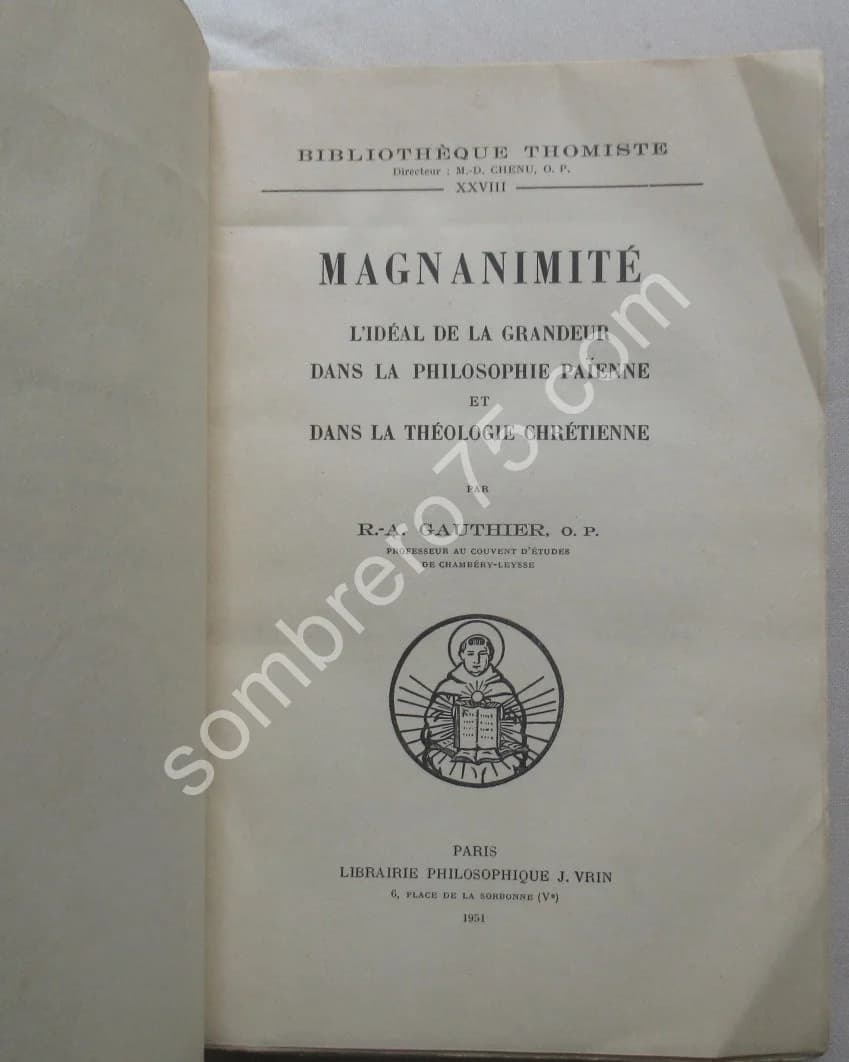 BIBLIOTHÈQUE THOMISTE
Directeur : M.-D. CHENU, O. P.
XXVIII
MAGNANIMITÉ
L'IDÉAL DE LA GRANDEUR
DANS LA PHILOSOPHIE PAÏENNE
ET
DANS LA THÉOLOGIE CHRÉTIENNE
PAR
R.-A. GAUTHIER, O. P.
PROFESSEUR AU COUVENT D'ÉTUDES
DE CHAMBÉRY-LEYSSE
PARIS
LIBRAIRIE PHILOSOPHIQUE J. VRIN
6, PLACE DE LA SORBONNE (Ve)
1951
sombrero75.com